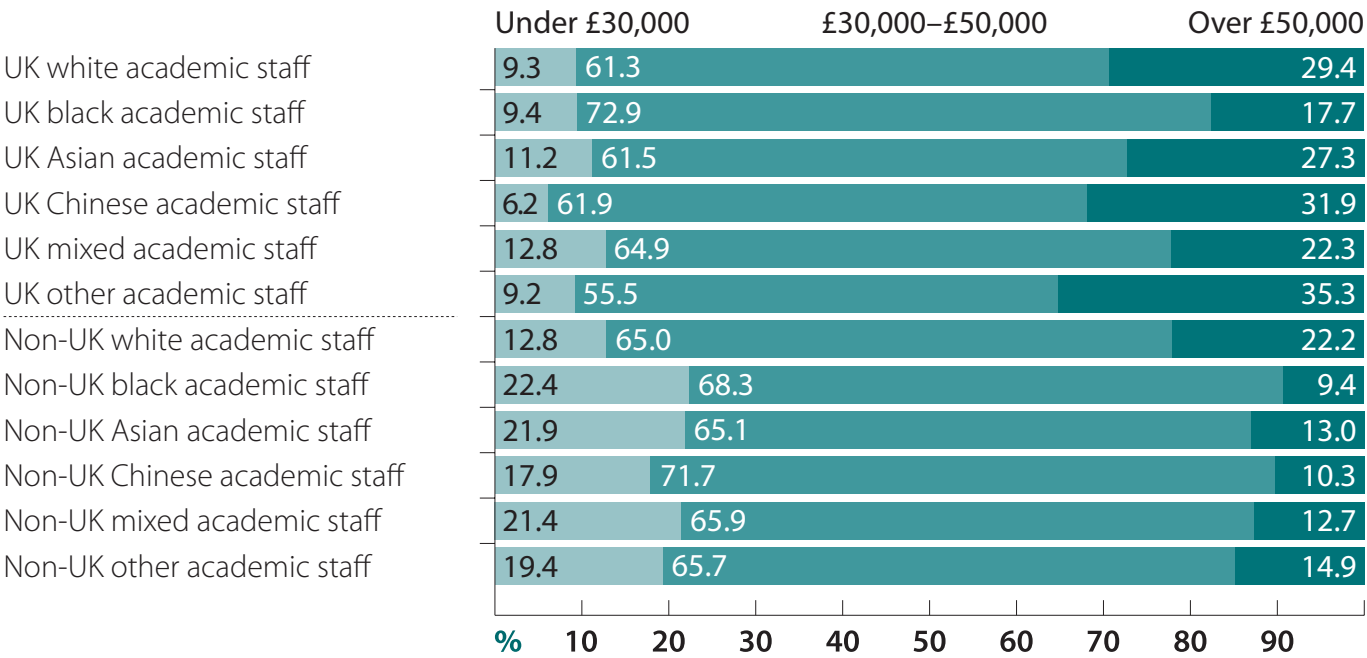 Under £30,000 £30,000–£50,000 Over £50,000
UK white academic staff 9.3 61.3 29.4
UK black academic staff 9.4 72.9 17.7
UK Asian academic staff 11.2 61.5 27.3
UK Chinese academic staff 6.2 61.9 31.9
UK mixed academic staff 12.8 64.9 22.3
UK other academic staff 9.2 55.5 35.3
Non-UK white academic staff 12.8 65.0 22.2
Non-UK black academic staff 22.4 68.3 9.4
Non-UK Asian academic staff 21.9 65.1 13.0
Non-UK Chinese academic staff 17.9 71.7 10.3
Non-UK mixed academic staff 21.4 65.9 12.7
Non-UK other academic staff 19.4 65.7 14.9
% 10 20 30 40 50 60 70 80 90